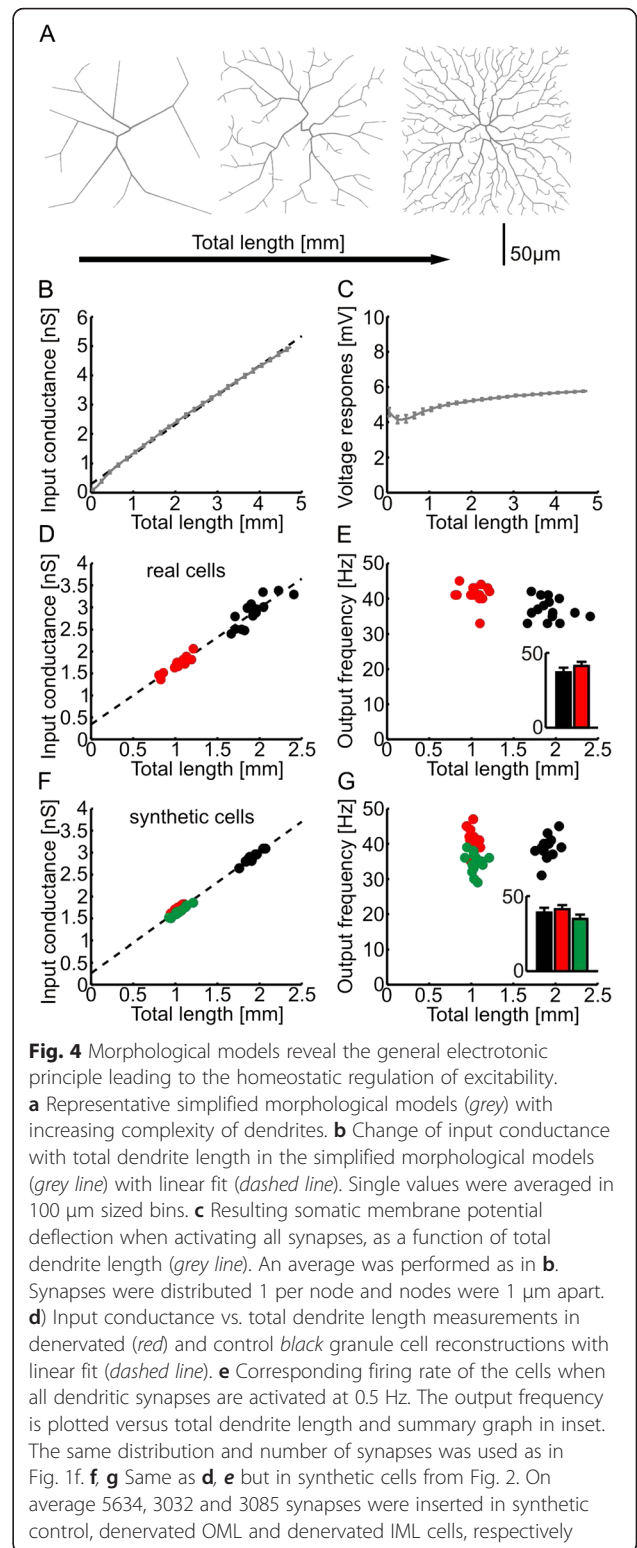 A
Total length [mm]
50µm
B
C
Input conductance [nS]
6
5
4
3
2
1
0
0 1 2 3 4 5
Total length [mm]
Voltage respones [mV]
10
8
6
4
2
0
0 1 2 3 4 5
Total length [mm]
D
E
real cells
Input conductance [nS]
4
3.5
3
2.5
2
1.5
1
0.5
0
0 0.5 1 1.5 2 2.5
Total length [mm]
Output frequency [Hz]
50
40
30
20
10
0
50
0
0 0.5 1 1.5 2 2.5
Total length [mm]
F
G
synthetic cells
Input conductance [nS]
4
3.5
3
2.5
2
1.5
1
0.5
0
0 0.5 1 1.5 2 2.5
Total length [mm]
Output frequency [Hz]
50
40
30
20
10
0
50
0
0 0.5 1 1.5 2 2.5
Total length [mm]
Fig. 4 Morphological models reveal the general electrotonic
principle leading to the homeostatic regulation of excitability.
a Representative simplified morphological models (grey) with
increasing complexity of dendrites. b Change of input conductance
with total dendrite length in the simplified morphological models
(grey line) with linear fit (dashed line). Single values were averaged in
100 µm sized bins. c Resulting somatic membrane potential
deflection when activating all synapses, as a function of total
dendrite length (grey line). An average was performed as in b.
Synapses were distributed 1 per node and nodes were 1 µm apart.
d) Input conductance vs. total dendrite length measurements in
denervated (red) and control black granule cell reconstructions with
linear fit (dashed line). e Corresponding firing rate of the cells when
all dendritic synapses are activated at 0.5 Hz. The output frequency
is plotted versus total dendrite length and summary graph in inset.
The same distribution and number of synapses was used as in
Fig. 1f. f, g Same as d, e but in synthetic cells from Fig. 2. On
average 5634, 3032 and 3085 synapses were inserted in synthetic
control, denervated OML and denervated IML cells, respectively